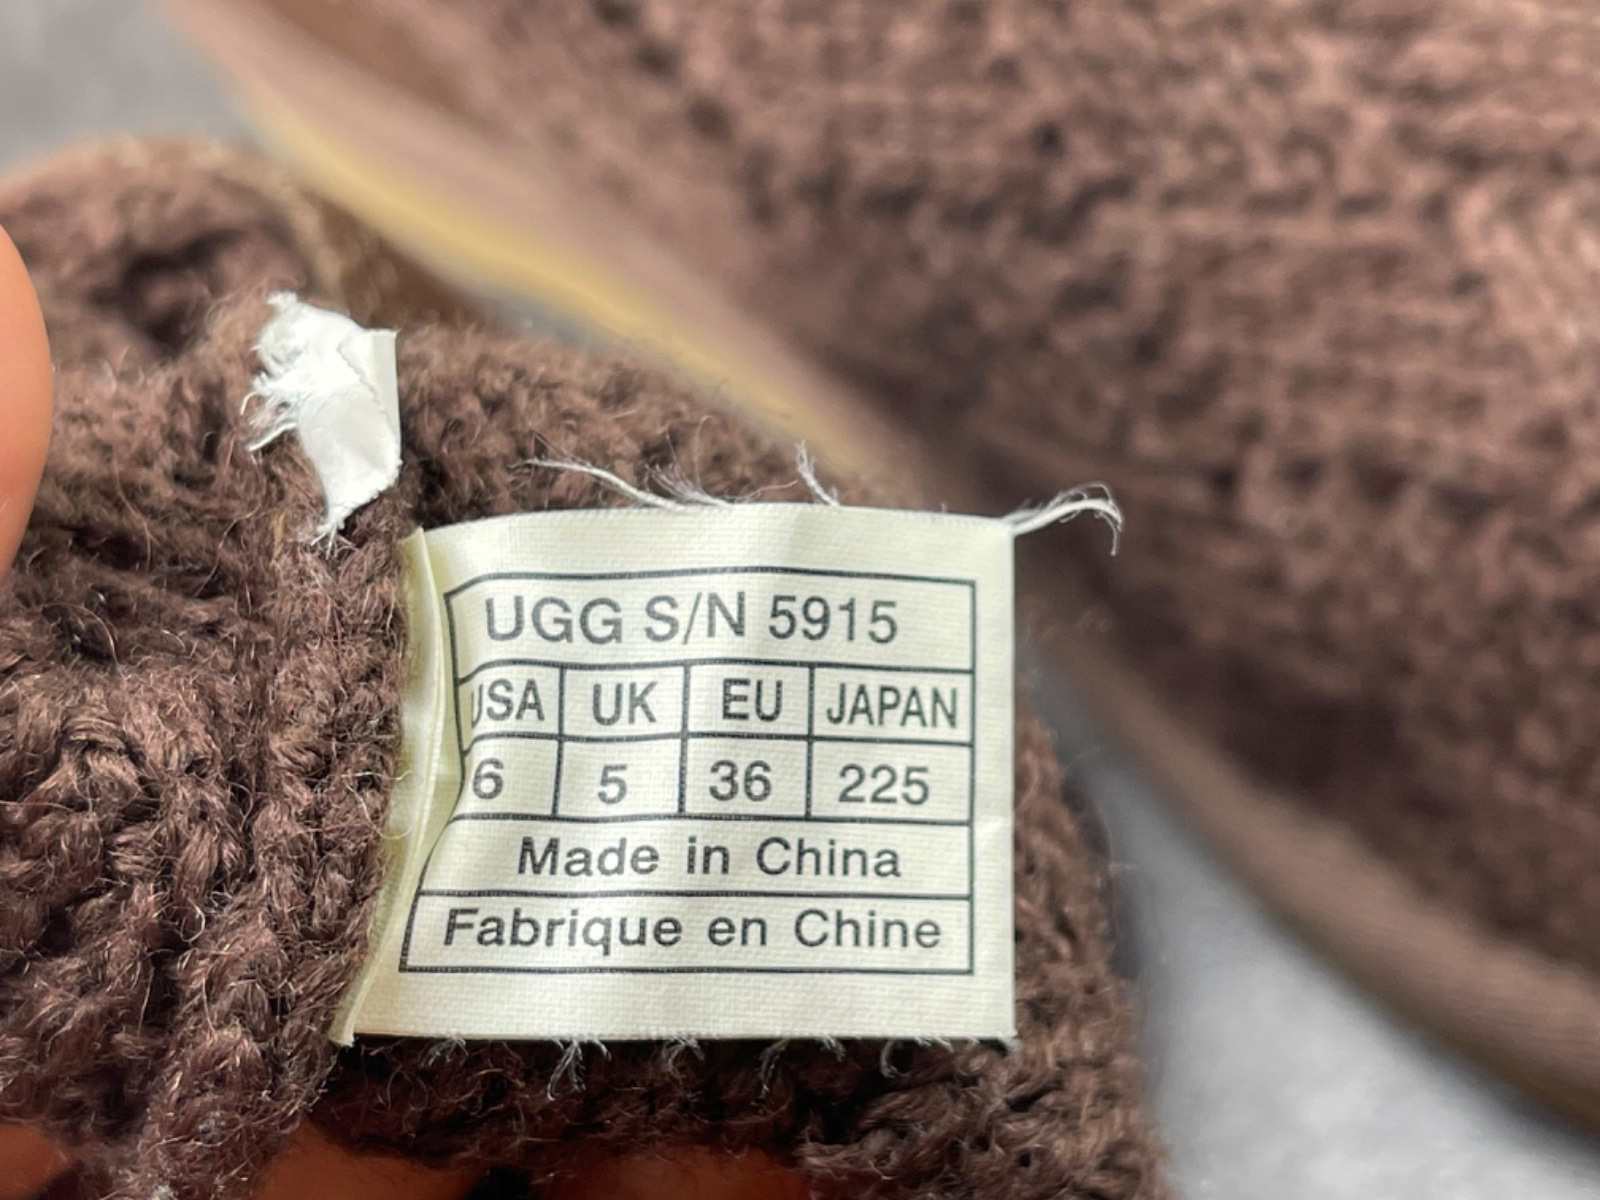 UGG S/N 5915
USA UK EU JAPAN
6 5 36 225
Made in China
Fabrique en Chine